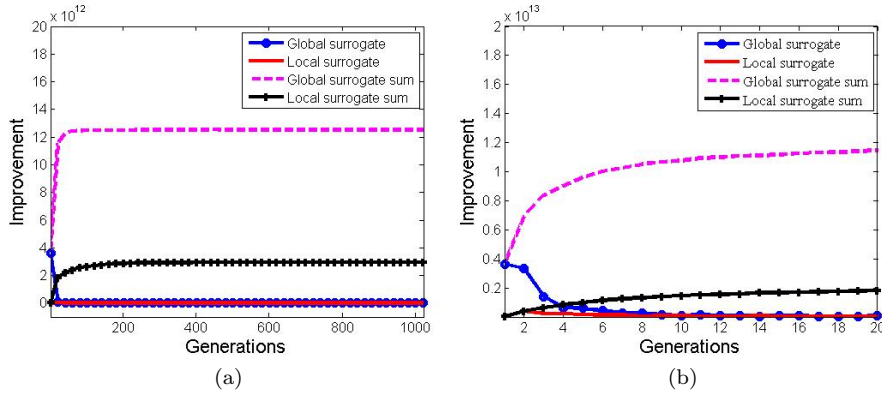 x 10^12
20
18
16
14
12
10
8
6
4
2
0
Improvement
200 400 600 800 1000
Generations
Global surrogate
Local surrogate
Global surrogate sum
Local surrogate sum
(a)
x 10^13
2
1.8
1.6
1.4
1.2
1
0.8
0.6
0.4
0.2
Improvement
2 4 6 8 10 12 14 16 18 20
Generations
Global surrogate
Local surrogate
Global surrogate sum
Local surrogate sum
(b)